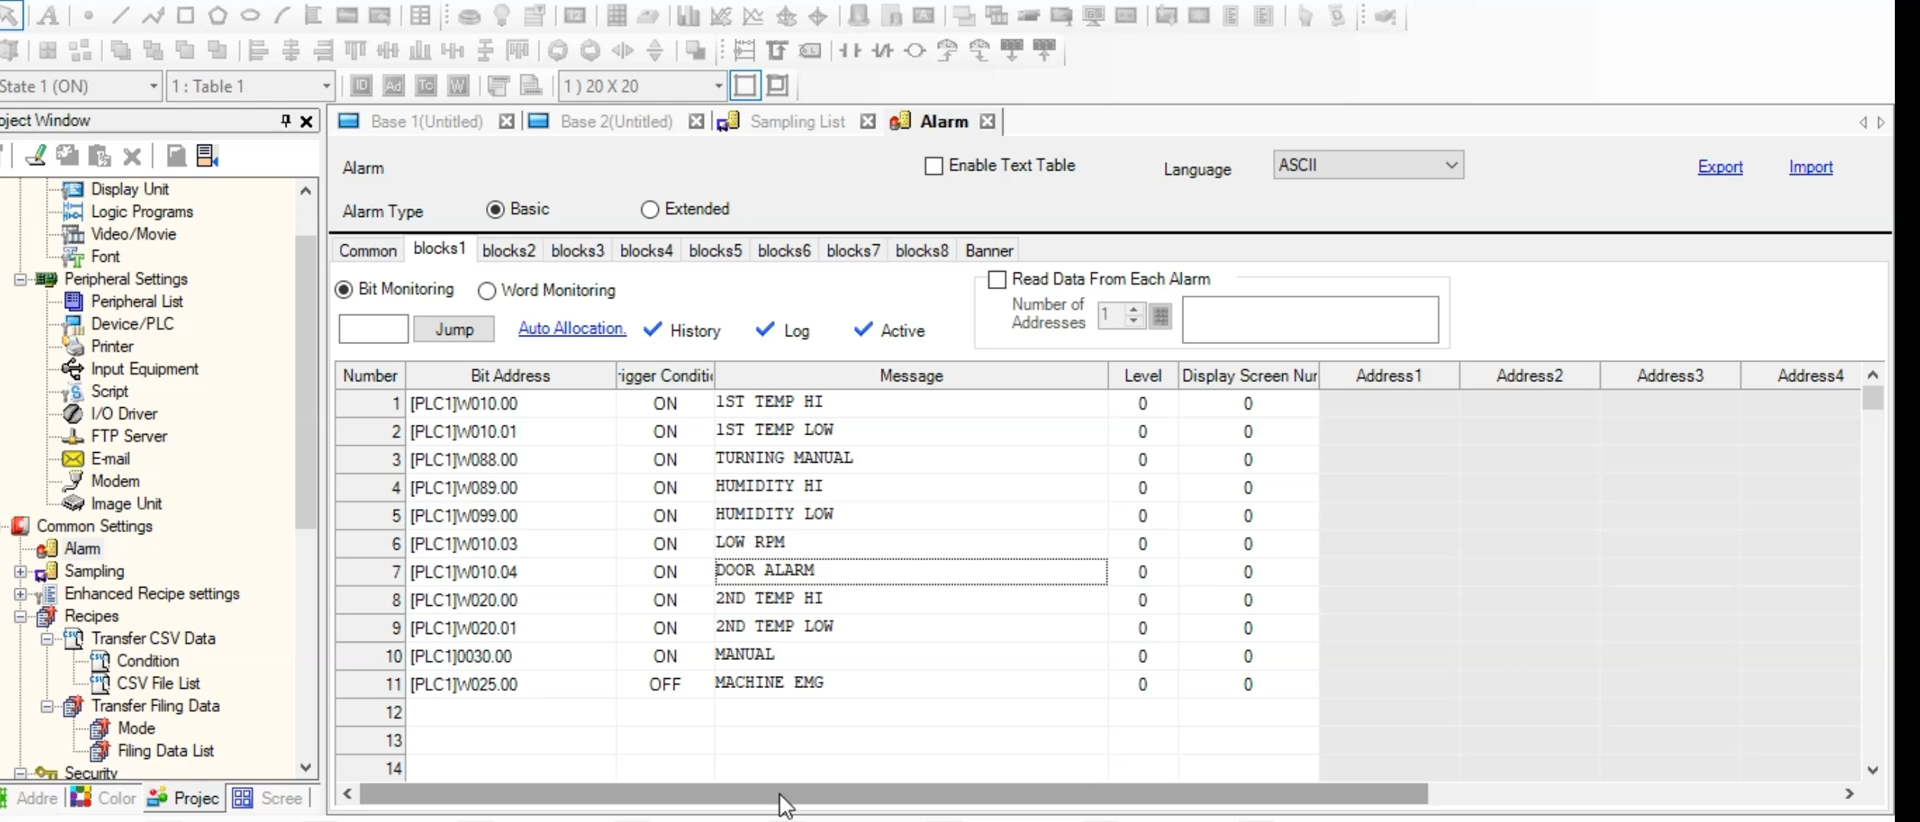 State 1 (ON)
1 : Table 1
ID
Ad
To
W
1 ) 20 X 20
oject Window
Base 1(Untitled)
Base 2(Untitled)
Sampling List
Alarm
Alarm
Enable Text Table
Language
ASCII
Export
Import
Alarm Type
Basic
Extended
Display Unit
Logic Programs
Video/Movie
Font
Peripheral Settings
Peripheral List
Device/PLC
Printer
Input Equipment
Script
I/O Driver
FTP Server
E-mail
Modem
Image Unit
Common Settings
Alarm
Sampling
Enhanced Recipe settings
Recipes
Transfer CSV Data
Condition
CSV File List
Transfer Filing Data
Mode
Filing Data List
Security
Addre
Color
Projec
Scree
Common blocks1 blocks2 blocks3 blocks4 blocks5 blocks6 blocks7 blocks8 Banner
Bit Monitoring
Word Monitoring
Read Data From Each Alarm
Number of
Addresses
1
Jump
Auto Allocation.
History
Log
Active
Number Bit Address rigger Conditio Message Level Display Screen Nur Address1 Address2 Address3 Address4
1 [PLC1]W010.00 ON 1ST TEMP HI 0 0
2 [PLC1]W010.01 ON 1ST TEMP LOW 0 0
3 [PLC1]W088.00 ON TURNING MANUAL 0 0
4 [PLC1]W089.00 ON HUMIDITY HI 0 0
5 [PLC1]W099.00 ON HUMIDITY LOW 0 0
6 [PLC1]W010.03 ON LOW RPM 0 0
7 [PLC1]W010.04 ON DOOR ALARM 0 0
8 [PLC1]W020.00 ON 2ND TEMP HI 0 0
9 [PLC1]W020.01 ON 2ND TEMP LOW 0 0
10 [PLC1]0030.00 ON MANUAL 0 0
11 [PLC1]W025.00 OFF MACHINE EMG 0 0
12
13
14